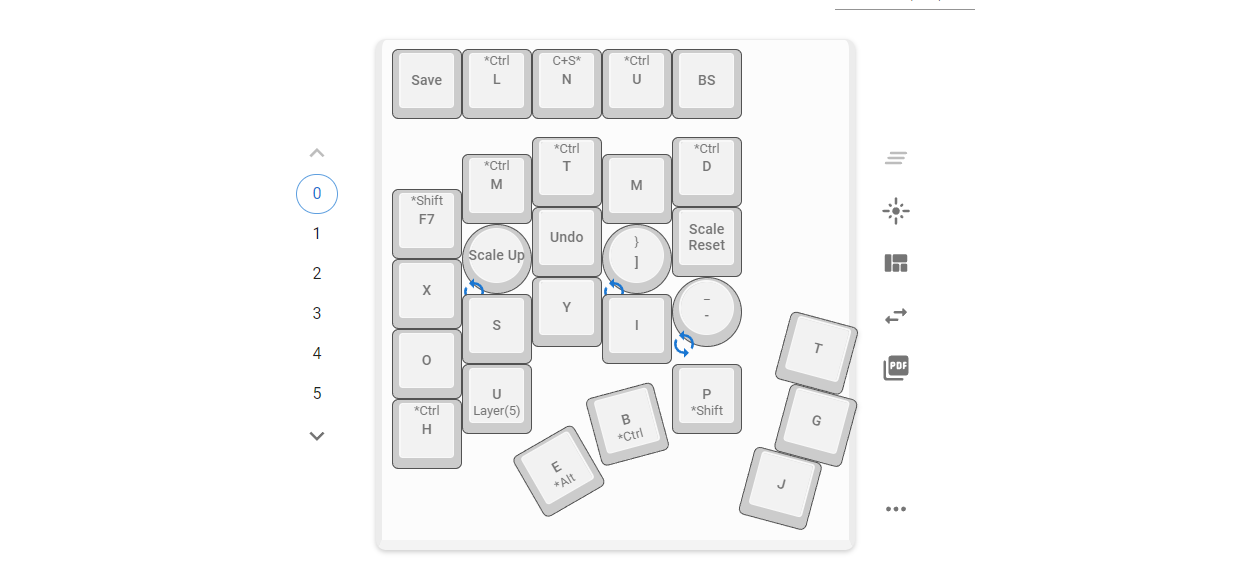 Save
*Ctrl
L
C+S*
N
*Ctrl
U
BS
*Ctrl
M
*Ctrl
T
M
*Ctrl
D
*Shift
F7
Scale Up
Undo
}
]
Scale
Reset
X
S
Y
I
_
-
O
U
Layer(5)
B
*Ctrl
P
*Shift
*Ctrl
H
E
*Alt
T
G
J
0
1
2
3
4
5
PDF